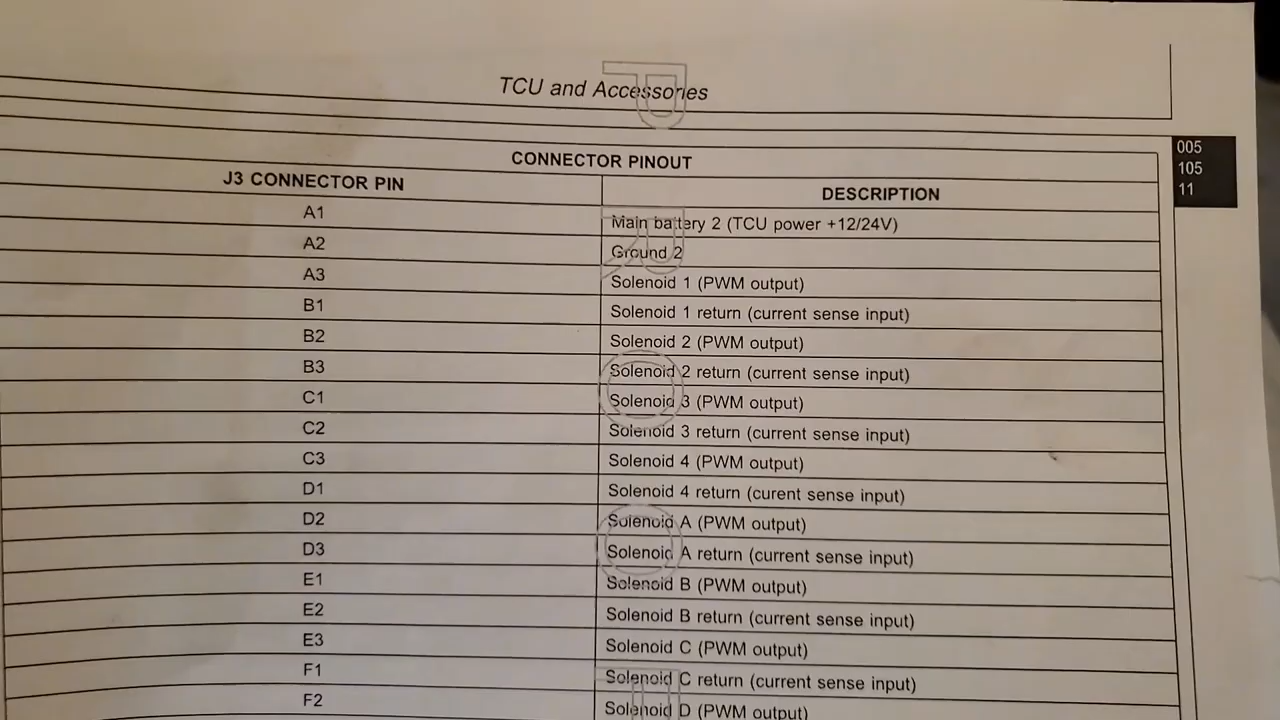 TCU and Accessories
005
105
11
CONNECTOR PINOUT
J3 CONNECTOR PIN DESCRIPTION
A1 Main battery 2 (TCU power +12/24V)
A2 Ground 2
A3 Solenoid 1 (PWM output)
B1 Solenoid 1 return (current sense input)
B2 Solenoid 2 (PWM output)
B3 Solenoid 2 return (current sense input)
C1 Solenoid 3 (PWM output)
C2 Solenoid 3 return (current sense input)
C3 Solenoid 4 (PWM output)
D1 Solenoid 4 return (curent sense input)
D2 Solenoid A (PWM output)
D3 Solenoid A return (current sense input)
E1 Solenoid B (PWM output)
E2 Solenoid B return (current sense input)
E3 Solenoid C (PWM output)
F1 Solenoid C return (current sense input)
F2 Solenoid D (PWM output)